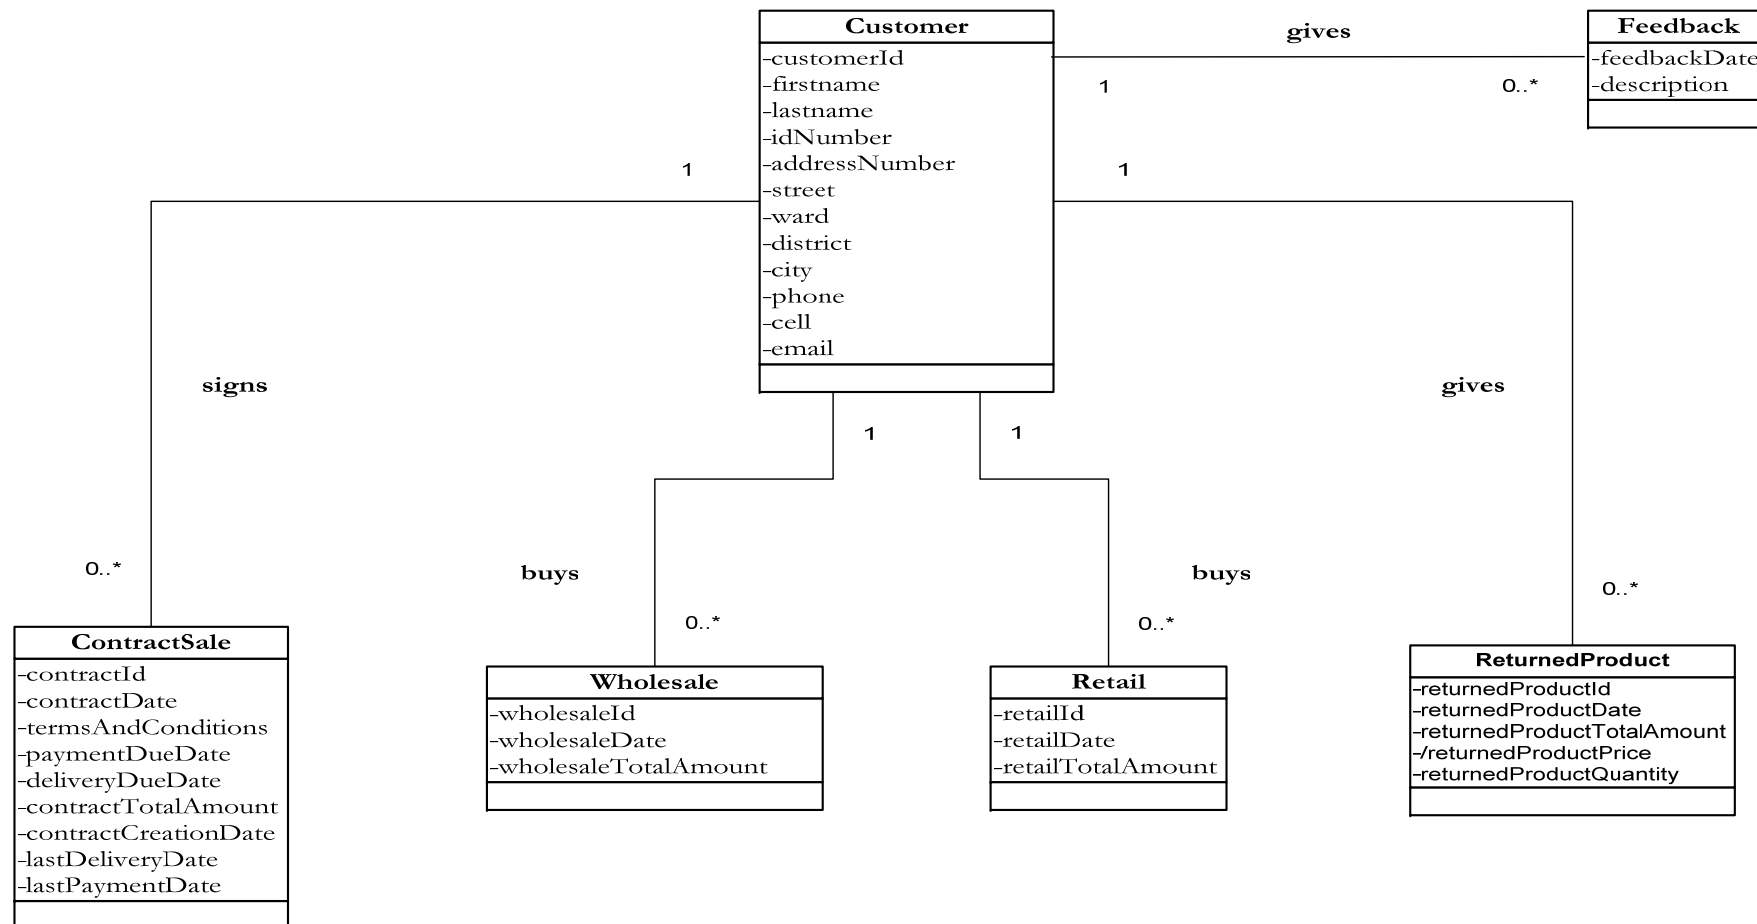 Customer
-customerId
-firstname
-lastname
-idNumber
-addressNumber
-street
-ward
-district
-city
-phone
-cell
-email
gives
1
0..*
Feedback
-feedbackDate
-description
1
signs
0..*
1
gives
0..*
1
buys
0..*
1
buys
0..*
ContractSale
-contractId
-contractDate
-termsAndConditions
-paymentDueDate
-deliveryDueDate
-contractTotalAmount
-contractCreationDate
-lastDeliveryDate
-lastPaymentDate
Wholesale
-wholesaleId
-wholesaleDate
-wholesaleTotalAmount
Retail
-retailId
-retailDate
-retailTotalAmount
ReturnedProduct
-returnedProductId
-returnedProductDate
-returnedProductTotalAmount
-/returnedProductPrice
-returnedProductQuantity